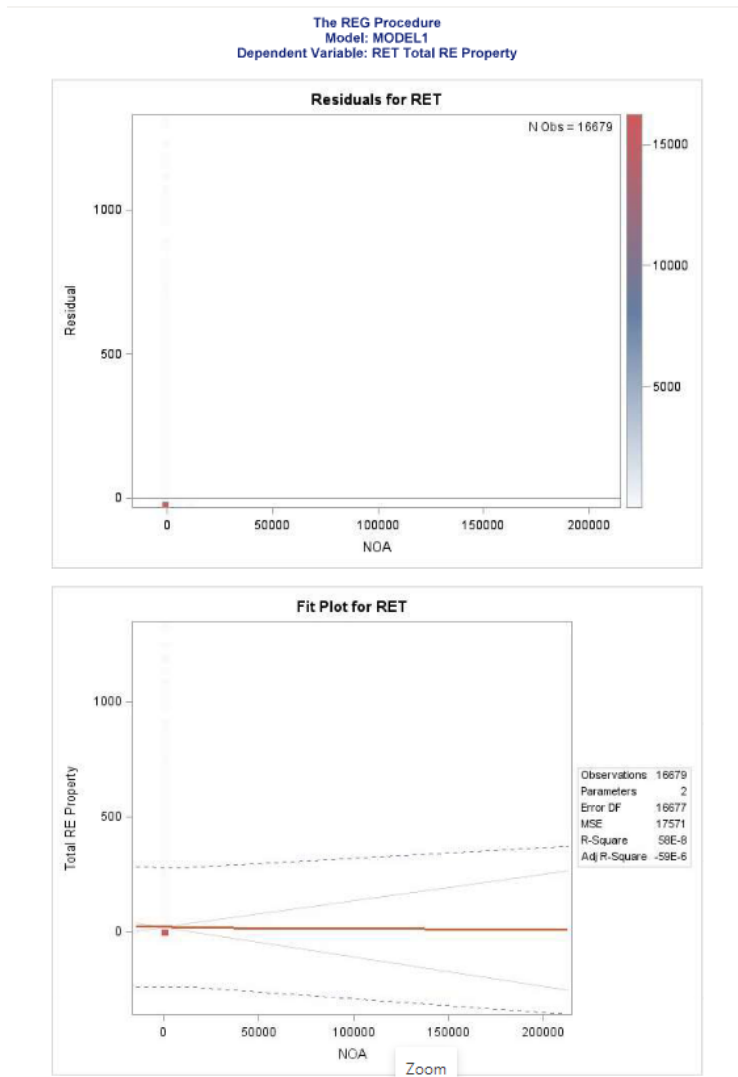 The REG Procedure
Model: MODEL1
Dependent Variable: RET Total RE Property
Residuals for RET
N Obs = 16679
15000
10000
5000
1000
500
0
Residual
0 50000 100000 150000 200000
NOA
Fit Plot for RET
1000
500
0
Total RE Property
Observations 16679
Parameters 2
Error DF 16677
MSE 17571
R-Square 58E-8
Adj R-Square -59E-6
0 50000 100000 150000 200000
NOA
Zoom